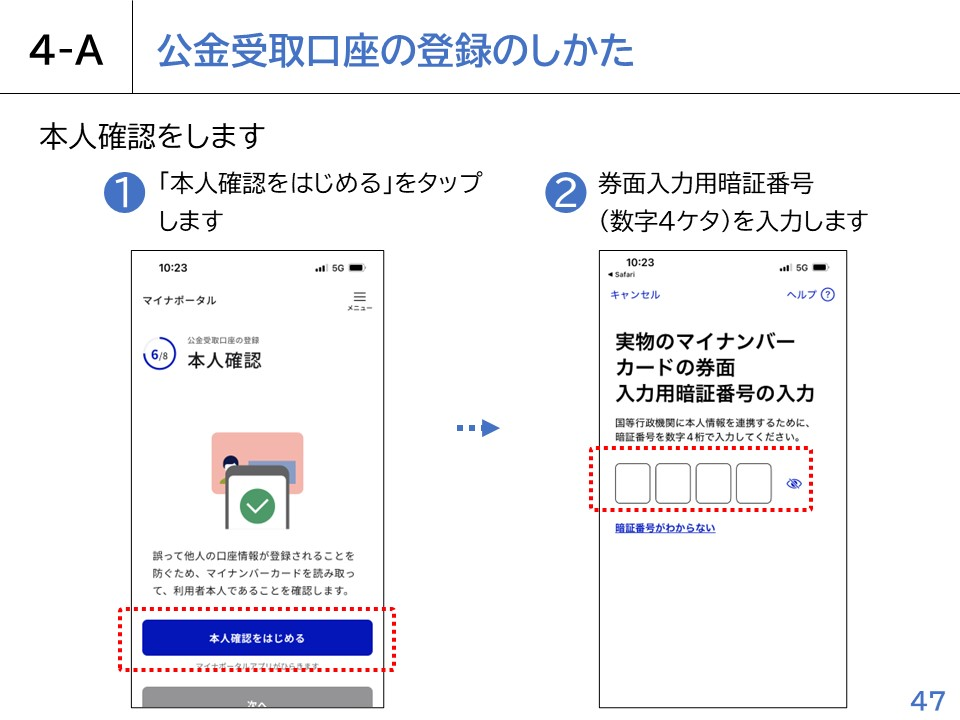 4-A
公金受取口座の登録のしかた
本人確認をします
1
「本人確認をはじめる」をタップ
します
10:23
5G
マイナポータル
メニュー
6/8
公金受取口座の登録
本人確認
誤って他人の口座情報が登録されることを
防ぐため、マイナンバーカードを読み取っ
て、利用者本人であることを確認します。
本人確認をはじめる
マイナポータルアプリがひらきます
次へ
2
券面入力用暗証番号
（数字4ケタ）を入力します
10:23
5G
◀ Safari
キャンセル
ヘルプ ?
実物のマイナンバー
カードの券面
入力用暗証番号の入力
国等行政機関に本人情報を連携するために、
暗証番号を数字4桁で入力してください。
暗証番号がわからない
47